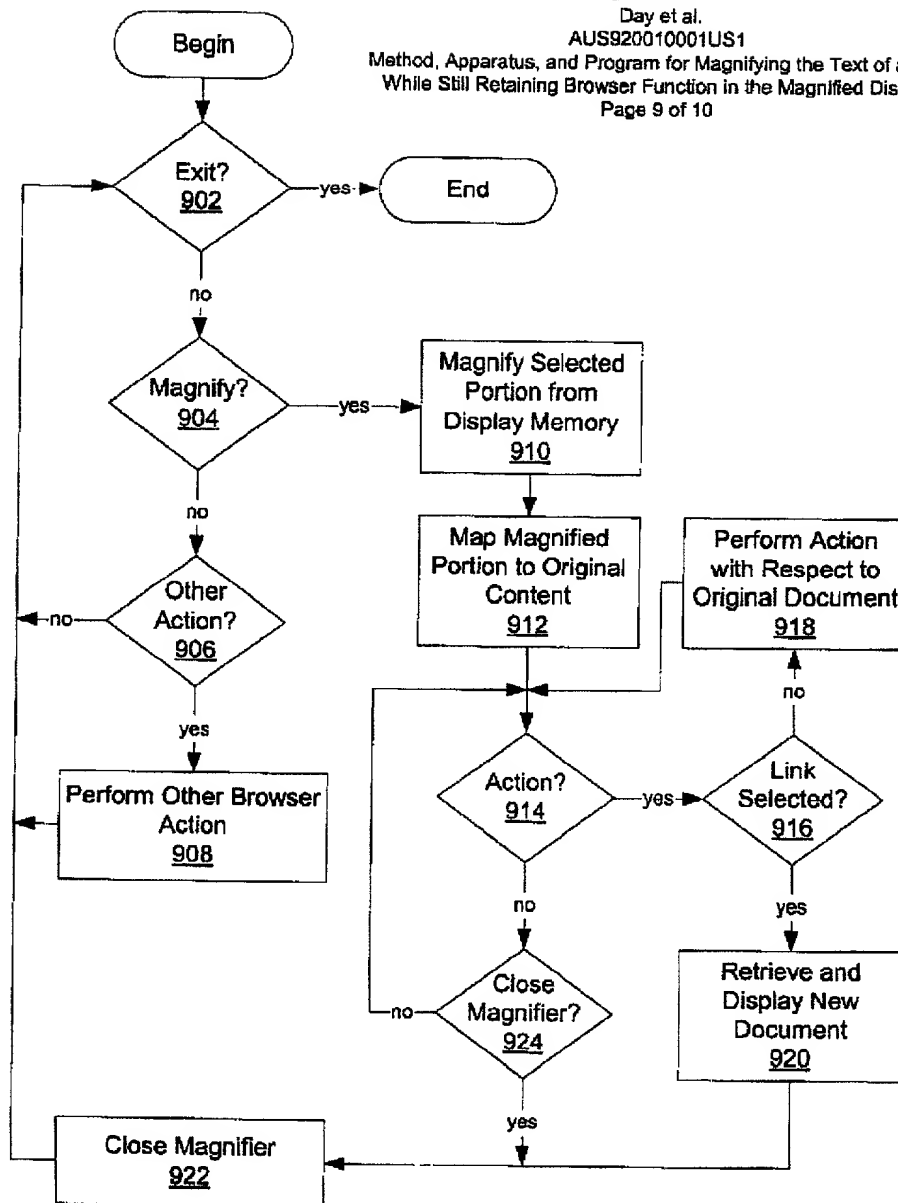 Day et al.
AUS920010001US1
Method, Apparatus, and Program for Magnifying the Text of a
While Still Retaining Browser Function in the Magnified Dis
Page 9 of 10
Begin
Exit?
902
yes
End
no
Magnify?
904
yes
Magnify Selected
Portion from
Display Memory
910
no
Map Magnified
Portion to Original
Content
912
Perform Action
with Respect to
Original Document
918
Other
Action?
906
no
yes
no
Perform Other Browser
Action
908
Action?
914
yes
Link
Selected?
916
no
yes
Close
Magnifier?
924
no
Retrieve and
Display New
Document
920
yes
Close Magnifier
922